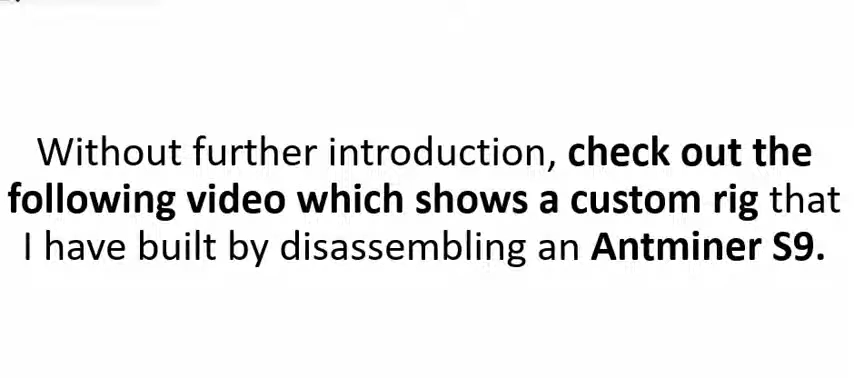 Without further introduction, check out the
following video which shows a custom rig that
I have built by disassembling an Antminer S9.